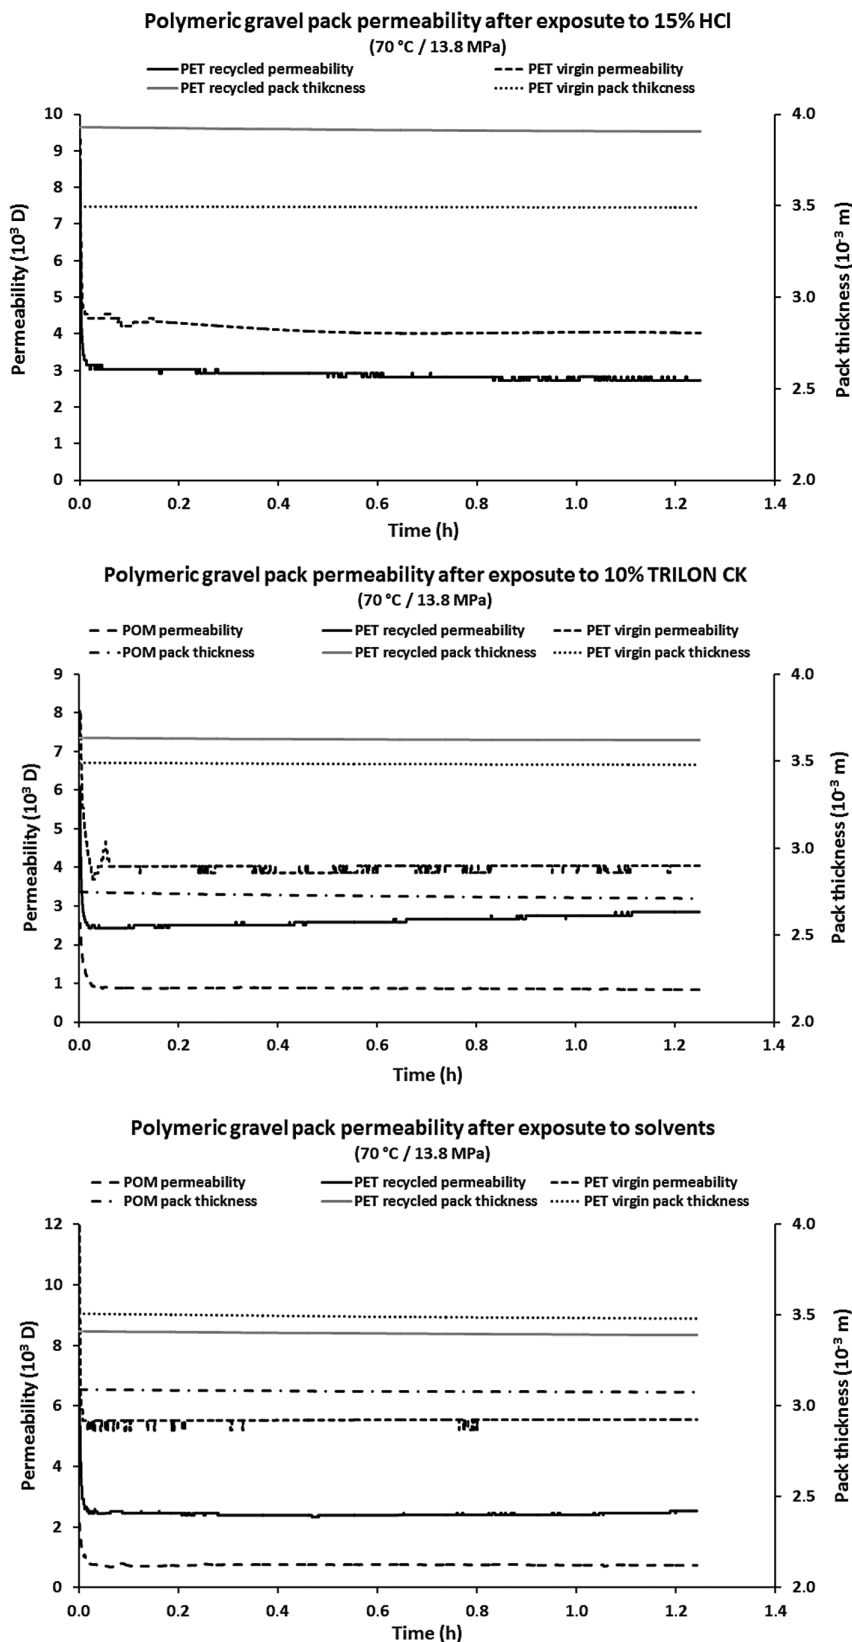 Polymeric gravel pack permeability after exposute to 15% HCl
(70 °C / 13.8 MPa)
PET recycled permeability
PET virgin permeability
PET recycled pack thikcness
PET virgin pack thikcness
10
9
8
7
6
5
4
3
2
1
0
Permeability (10³ D)
4.0
3.5
3.0
2.5
2.0
Pack thickness (10⁻³ m)
0.0 0.2 0.4 0.6 0.8 1.0 1.2 1.4
Time (h)
Polymeric gravel pack permeability after exposute to 10% TRILON CK
(70 °C / 13.8 MPa)
POM permeability
PET recycled permeability
PET virgin permeability
POM pack thickness
PET recycled pack thickness
PET virgin pack thickness
9
8
7
6
5
4
3
2
1
0
Permeability (10³ D)
4.0
3.5
3.0
2.5
2.0
Pack thickness (10⁻³ m)
0.0 0.2 0.4 0.6 0.8 1.0 1.2 1.4
Time (h)
Polymeric gravel pack permeability after exposute to solvents
(70 °C / 13.8 MPa)
POM permeability
PET recycled permeability
PET virgin permeability
POM pack thickness
PET recycled pack thickness
PET virgin pack thickness
12
10
8
6
4
2
0
Permeability (10³ D)
4.0
3.5
3.0
2.5
2.0
Pack thickness (10⁻³ m)
0.0 0.2 0.4 0.6 0.8 1.0 1.2 1.4
Time (h)